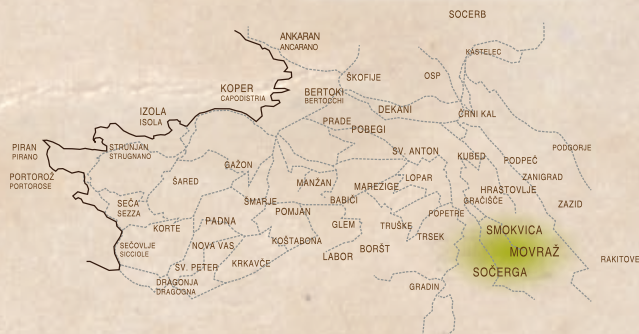 SOCERB
ANKARAN
ANCARANO
KASTELEC
ŠKOFIJE
OSP
KOPER
CAPODISTRIA
BERTOKI
BERTOCCHI
IZOLA
ISOLA
DEKANI
ČRNI KAL
PRADE
POBEGI
PIRAN
PIRANO
STRUNJAN
STRUGNANO
SV. ANTON
KUBED
PODPEČ
PODGORJE
PORTOROŽ
PORTOROSE
GAŽON
ŠARED
MANŽAN
MAREZIGE
LOPAR
ZANIGRAD
HRASTOVLJE
SEČA
SEZZA
ŠMARJE
BABIČI
GRAČIŠČE
ZAZID
POMJAN
POPETRE
PADNA
KORTE
GLEM
TRUŠKE
SMOKVICA
SEČOVLJE
SICCIOLE
NOVA VAS
KOŠTABONA
BORŠT
TRSEK
MOVRAŽ
RAKITOVEC
SV. PETER
KRKAVČE
LABOR
SOČERGA
DRAGONJA
DRAGOGNA
GRADIN